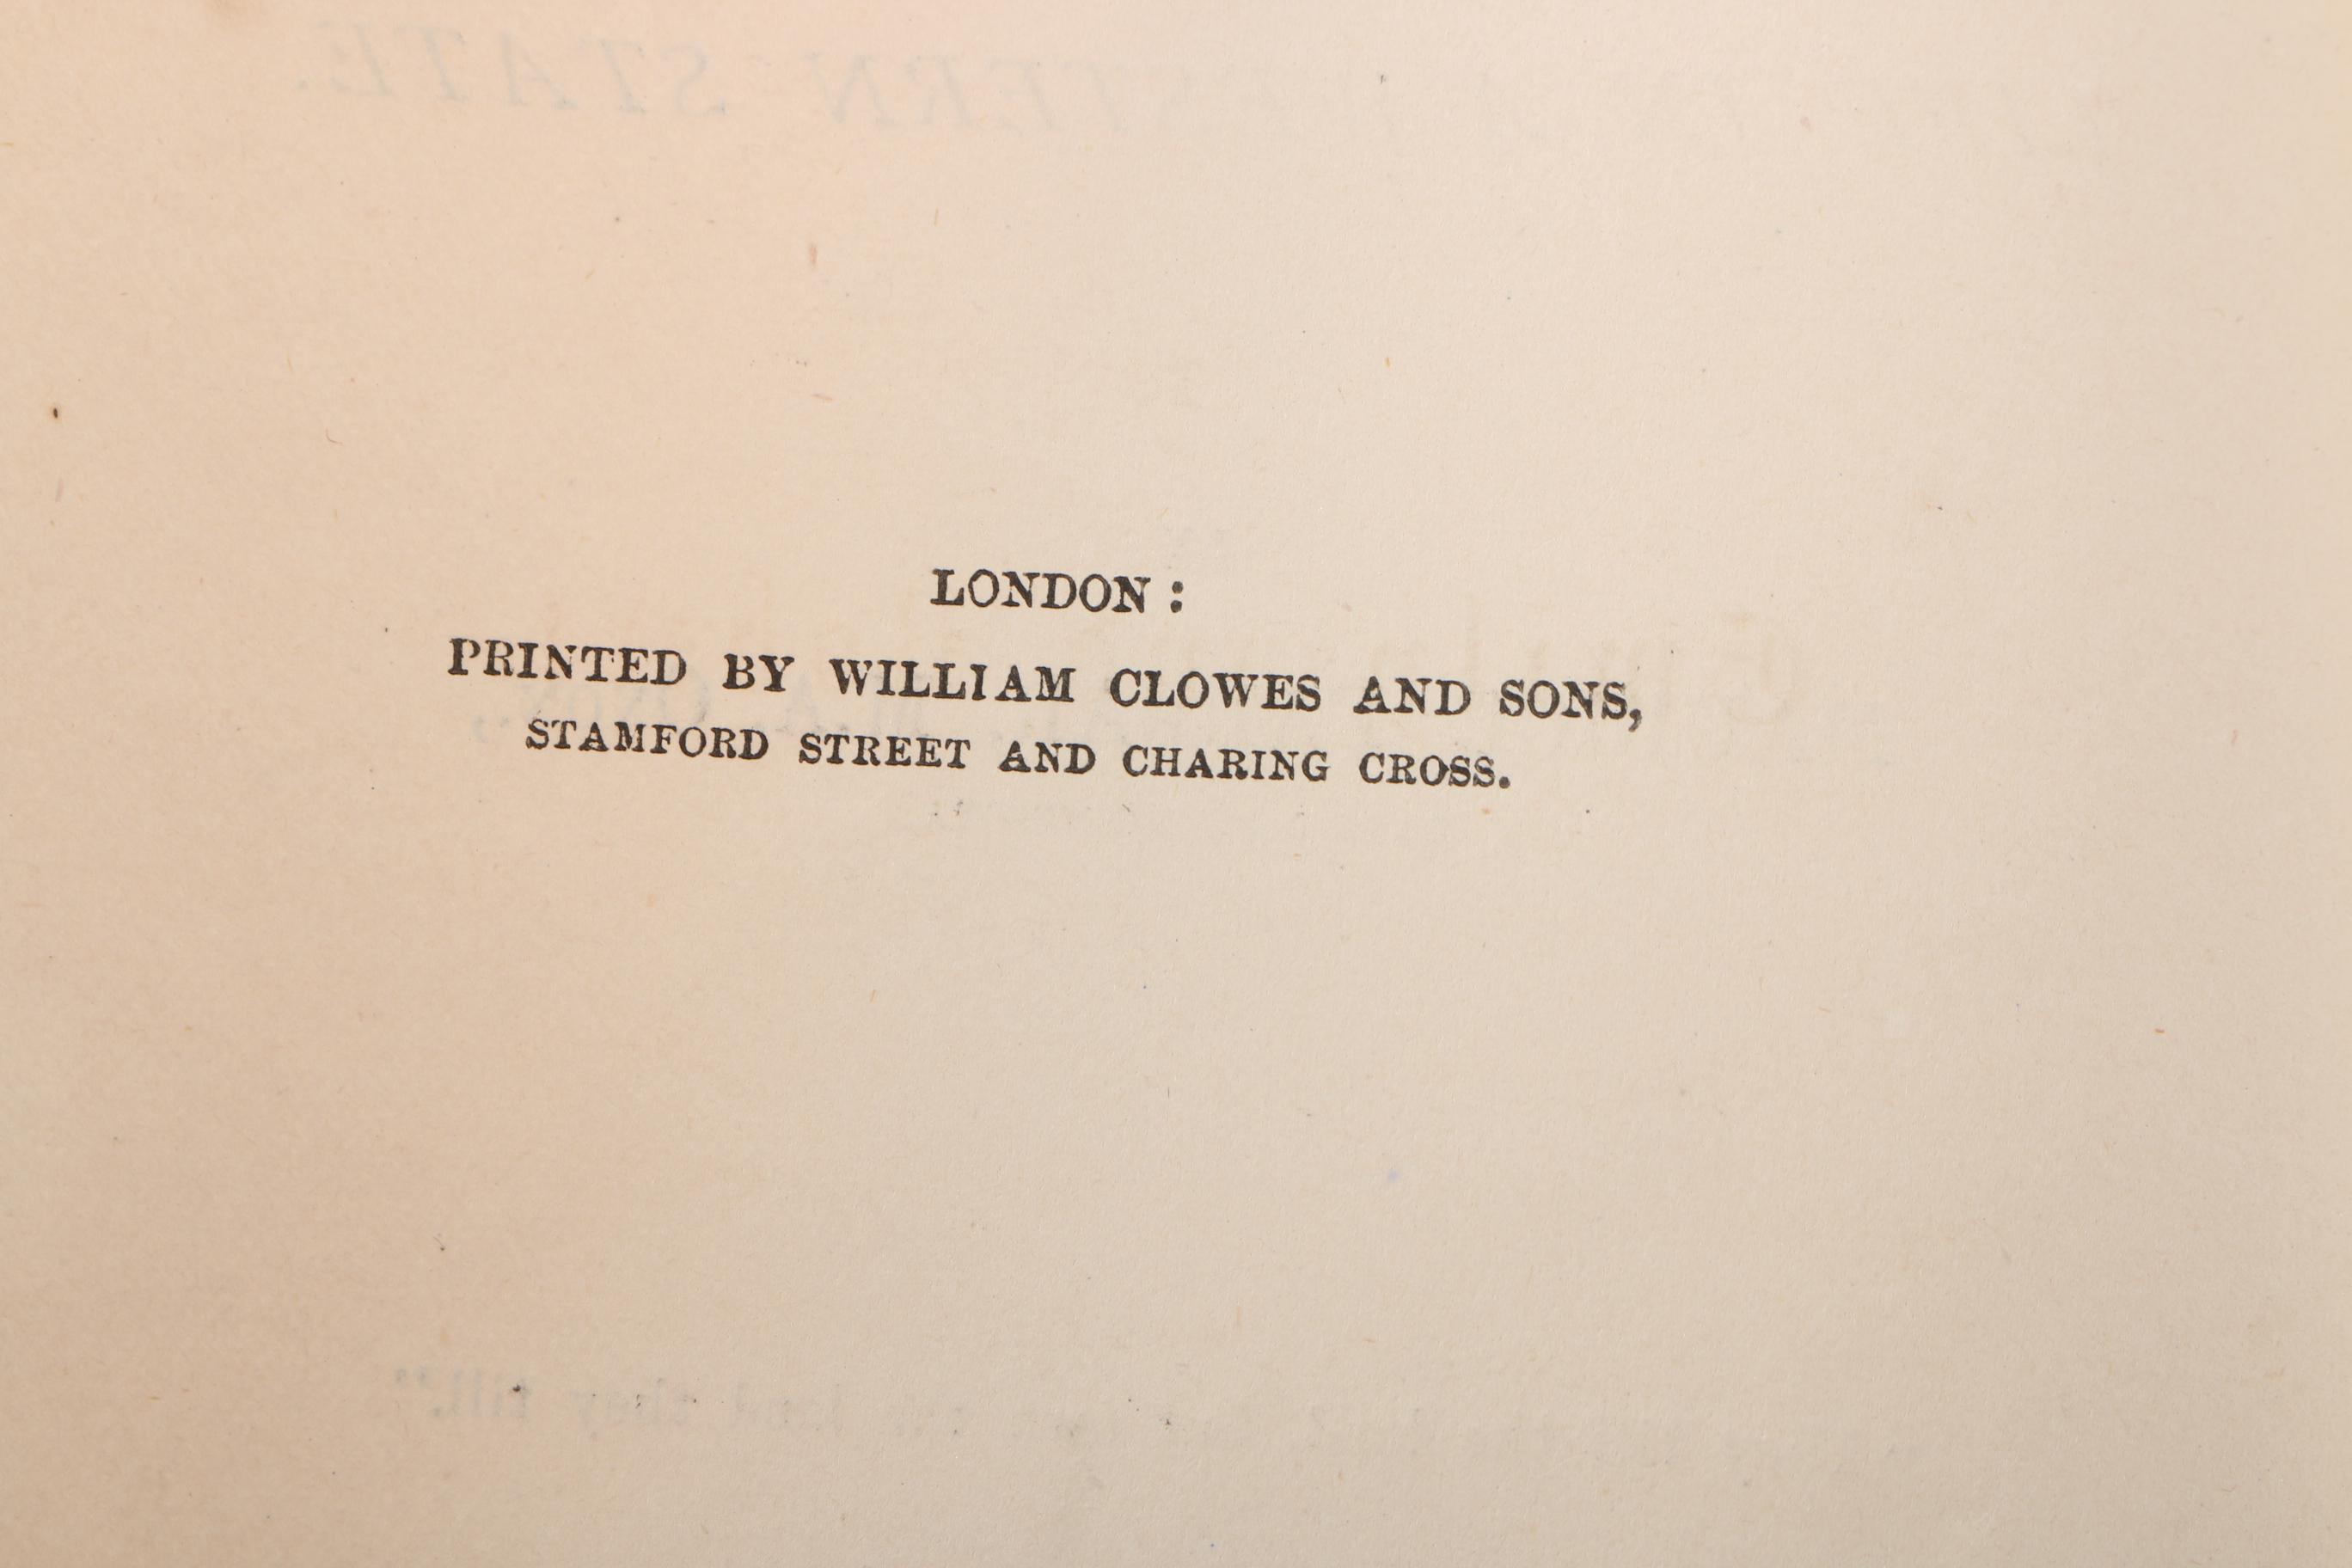 LONDON:
PRINTED BY WILLIAM CLOWES AND SONS,
STAMFORD STREET AND CHARING CROSS.